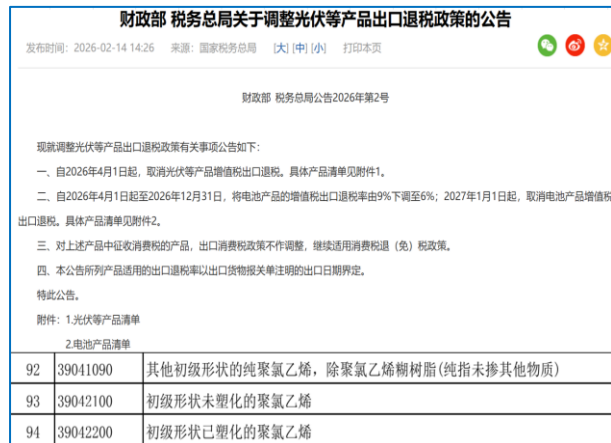 财政部 税务总局关于调整光伏等产品出口退税政策的公告
发布时间：2026-02-14 14:26 来源：国家税务总局 [大] [中] [小] 打印本页
财政部 税务总局公告2026年第2号
现就调整光伏等产品出口退税政策有关事项公告如下：
一、自2026年4月1日起，取消光伏等产品增值税出口退税。具体产品清单见附件1。
二、自2026年4月1日起至2026年12月31日，将电池产品的增值税出口退税率由9%下调至6%；2027年1月1日起，取消电池产品增值税
出口退税。具体产品清单见附件2。
三、对上述产品中征收消费税的产品，出口消费税政策不作调整，继续适用消费税退（免）税政策。
四、本公告所列产品适用的出口退税率以出口货物报关单注明的出口日期界定。
特此公告。
附件：1.光伏等产品清单
2.电池产品清单
92 39041090 其他初级形状的纯聚氯乙烯，除聚氯乙烯糊树脂(纯指未掺其他物质)
93 39042100 初级形状未塑化的聚氯乙烯
94 39042200 初级形状已塑化的聚氯乙烯